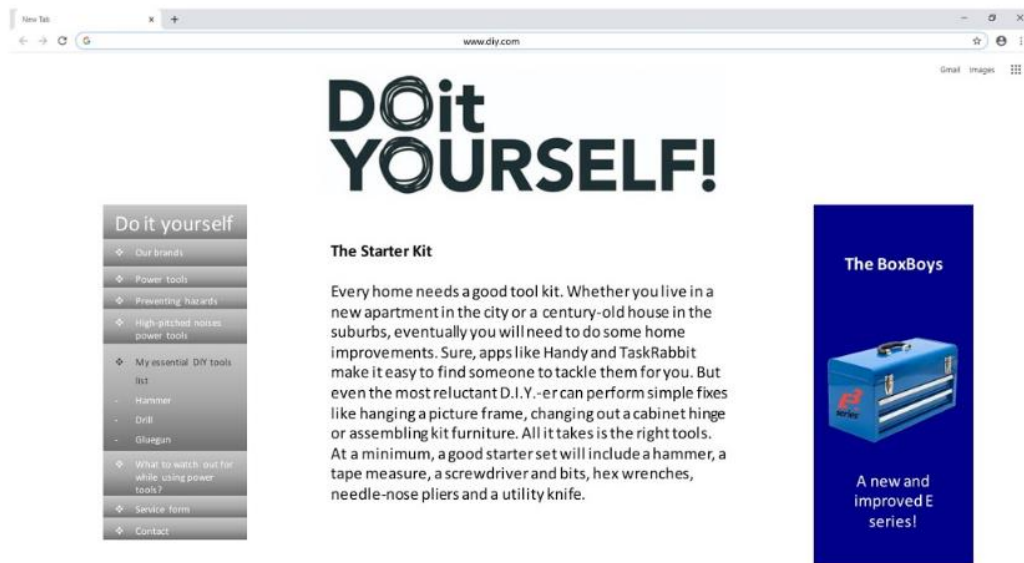 New Tab
www.diy.com
Gmail Images
DOit
YOURSELF!
Do it yourself
Our brands
Power tools
Preventing hazards
High-pitched noises
power tools
My essential DIY tools
list
- Hammer
- Drill
- Gluegun
What to watch out for
while using power
tools?
Service form
Contact
The Starter Kit
Every home needs a good tool kit. Whether you live in a
new apartment in the city or a century-old house in the
suburbs, eventually you will need to do some home
improvements. Sure, apps like Handy and TaskRabbit
make it easy to find someone to tackle them for you. But
even the most reluctant D.I.Y.-er can perform simple fixes
like hanging a picture frame, changing out a cabinet hinge
or assembling kit furniture. All it takes is the right tools.
At a minimum, a good starter set will include a hammer, a
tape measure, a screwdriver and bits, hex wrenches,
needle-nose pliers and a utility knife.
The BoxBoys
E3
series
A new and
improved E
series!